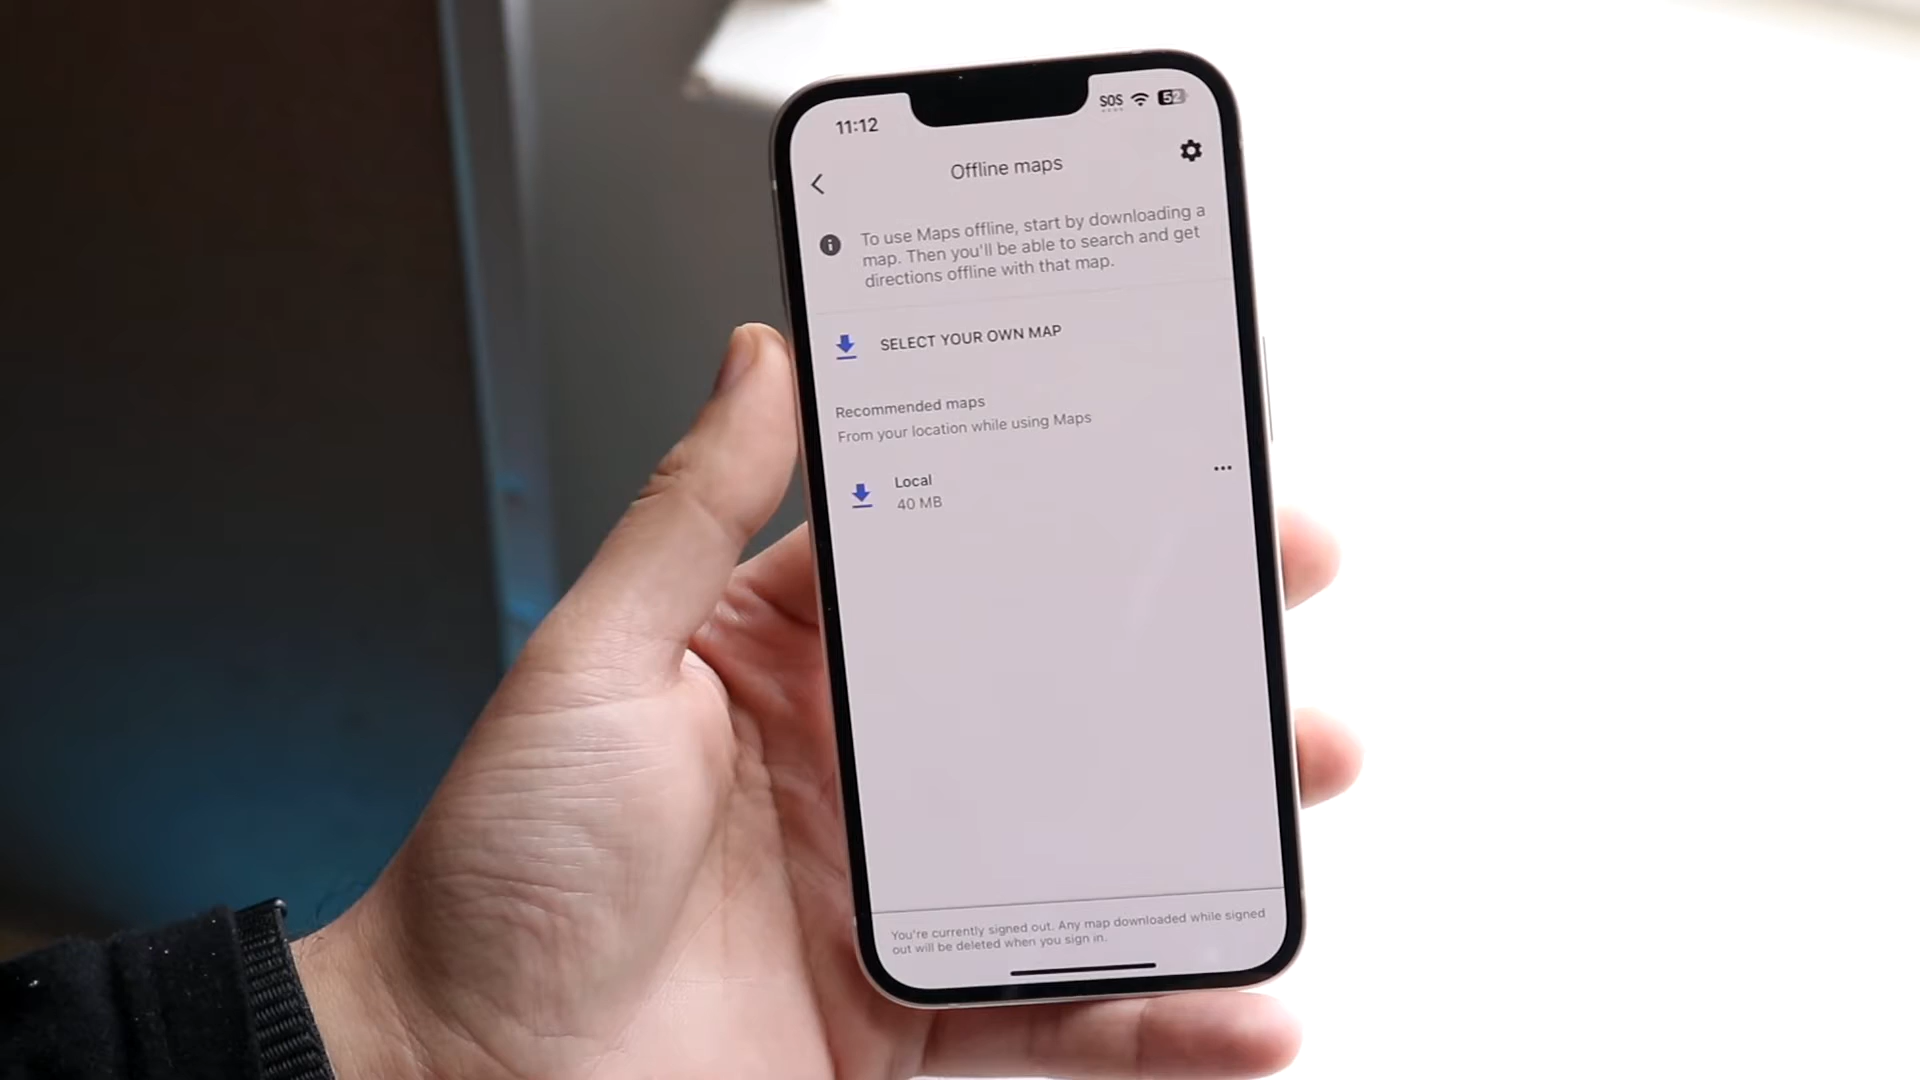 11:12
SOS
52
Offline maps
To use Maps offline, start by downloading a
map. Then you'll be able to search and get
directions offline with that map.
SELECT YOUR OWN MAP
Recommended maps
From your location while using Maps
Local
40 MB
You're currently signed out. Any map downloaded while signed
out will be deleted when you sign in.